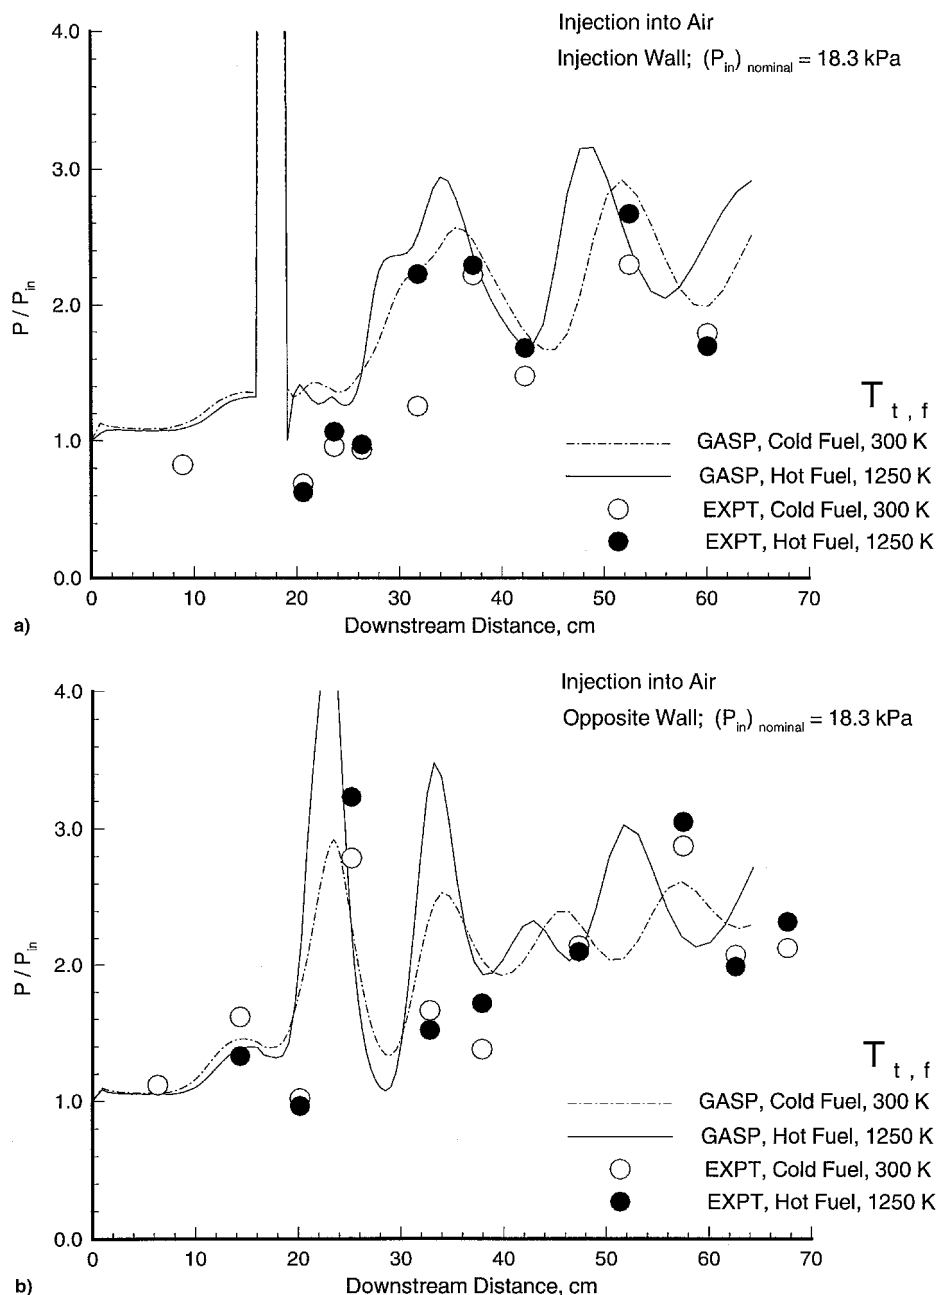 Injection into Air
Injection Wall; (P_in)_nominal = 18.3 kPa
4.0
3.0
2.0
1.0
0.0
P / P_in
T_t,f
GASP, Cold Fuel, 300 K
GASP, Hot Fuel, 1250 K
EXPT, Cold Fuel, 300 K
EXPT, Hot Fuel, 1250 K
0 10 20 30 40 50 60 70
a) Downstream Distance, cm
Injection into Air
Opposite Wall; (P_in)_nominal = 18.3 kPa
4.0
3.0
2.0
1.0
0.0
P / P_in
T_t,f
GASP, Cold Fuel, 300 K
GASP, Hot Fuel, 1250 K
EXPT, Cold Fuel, 300 K
EXPT, Hot Fuel, 1250 K
0 10 20 30 40 50 60 70
b) Downstream Distance, cm